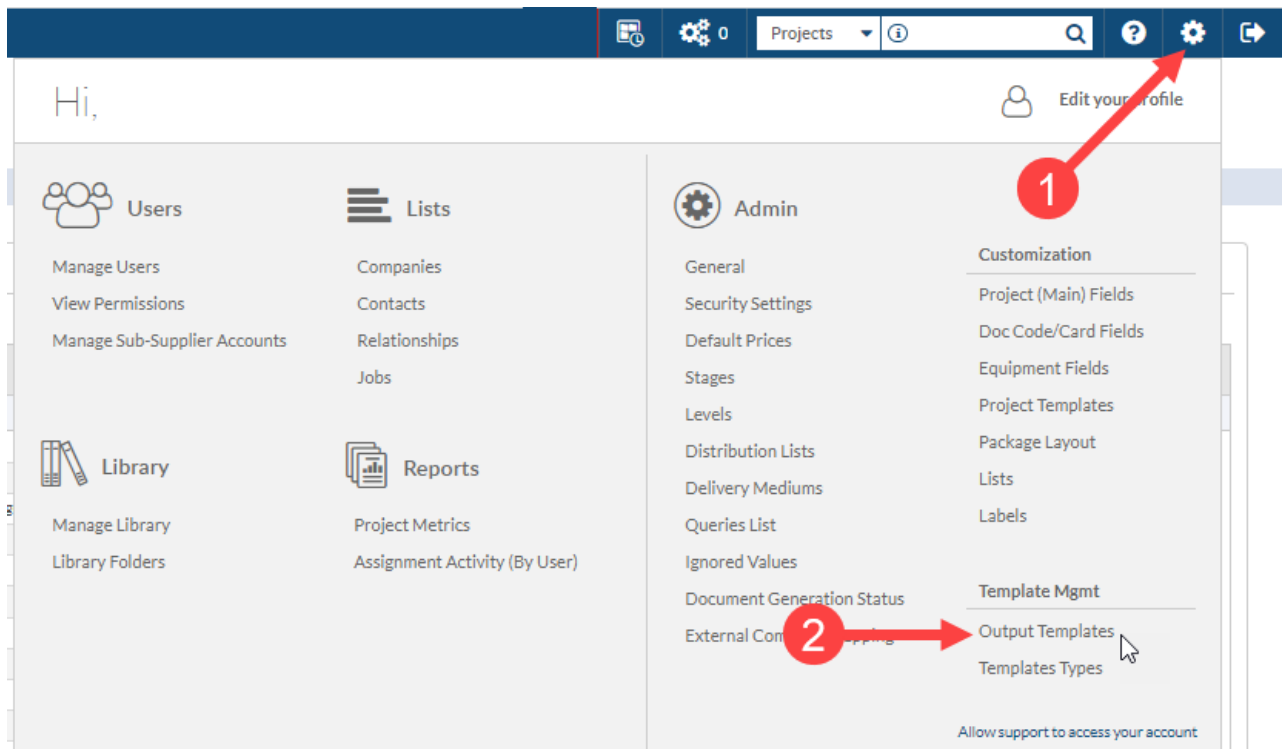 0 Projects
Hi,
Edit your profile
1
Users
Manage Users
View Permissions
Manage Sub-Supplier Accounts
Lists
Companies
Contacts
Relationships
Jobs
Library
Manage Library
Library Folders
Reports
Project Metrics
Assignment Activity (By User)
Admin
General
Security Settings
Default Prices
Stages
Levels
Distribution Lists
Delivery Mediums
Queries List
Ignored Values
Document Generation Status
External
2
Customization
Project (Main) Fields
Doc Code/Card Fields
Equipment Fields
Project Templates
Package Layout
Lists
Labels
Template Mgmt
Output Templates
Templates Types
Allow support to access your account